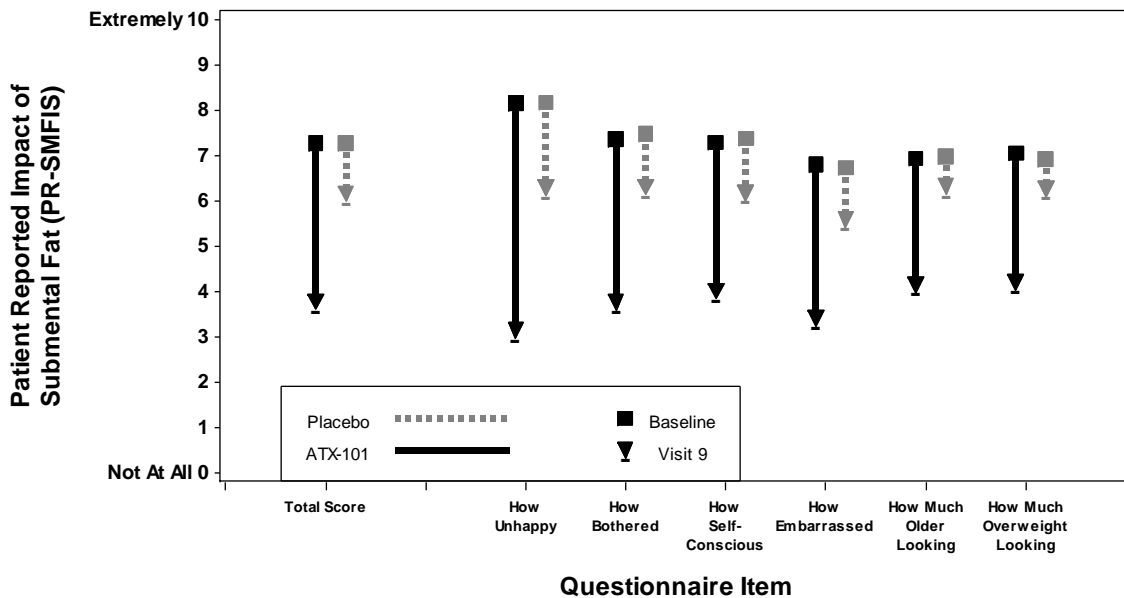 Patient Reported Impact of
Submental Fat (PR-SMFIS)
Extremely 10
9
8
7
6
5
4
3
2
1
Not At All 0
Placebo
ATX-101
Baseline
Visit 9
Total Score
How
Unhappy
How
Bothered
How
Self-
Conscious
How
Embarrassed
How Much
Older
Looking
How Much
Overweight
Looking
Questionnaire Item